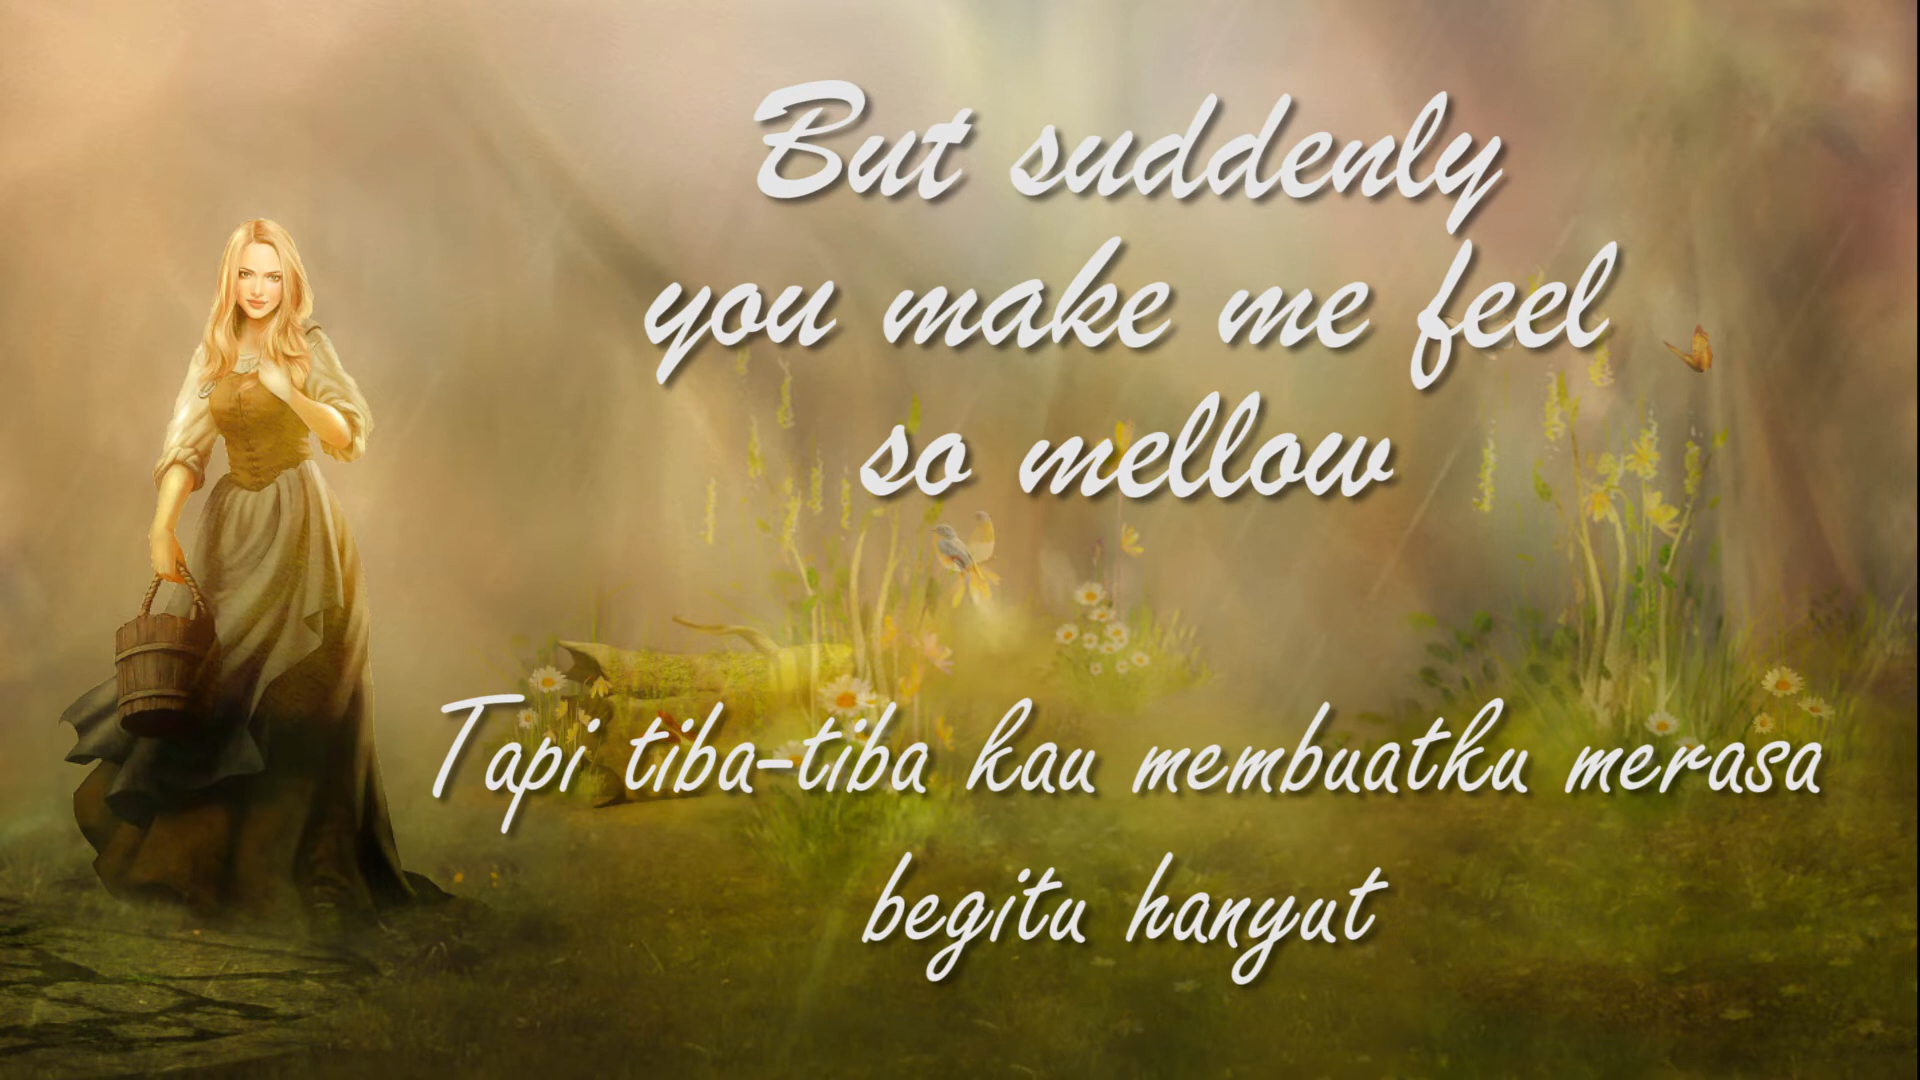 But suddenly
you make me feel
so mellow
Tapi tiba-tiba kau membuatku merasa
begitu hanyut